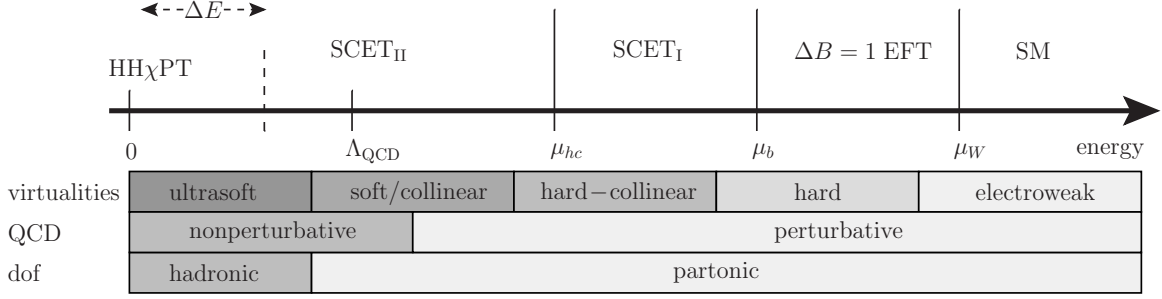 ΔE
SCET_II SCET_I ΔB = 1 EFT SM
HHχPT
0 Λ_QCD μ_hc μ_b μ_W energy
virtualities ultrasoft soft/collinear hard−collinear hard electroweak
QCD nonperturbative perturbative
dof hadronic partonic